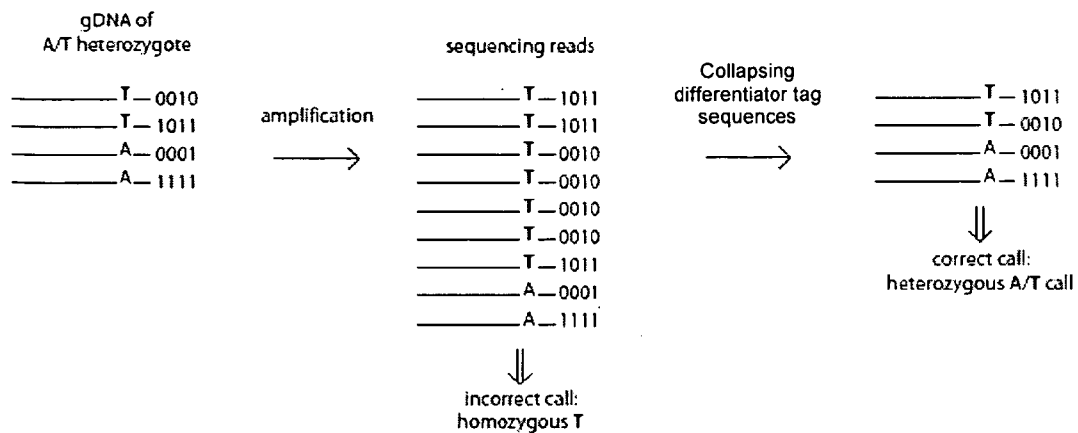 gDNA of
A/T heterozygote
T 0010
T 1011
A 0001
A 1111
amplification
sequencing reads
T 1011
T 1011
T 0010
T 0010
T 0010
T 0010
T 1011
A 0001
A 1111
incorrect call:
homozygous T
Collapsing
differentiator tag
sequences
T 1011
T 0010
A 0001
A 1111
correct call:
heterozygous A/T call